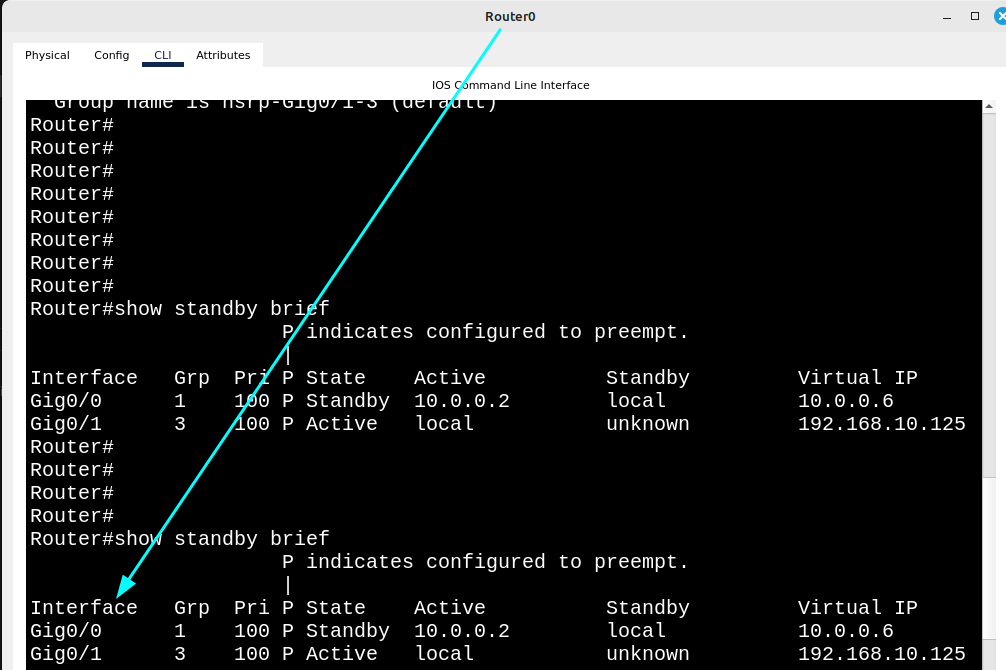 Router0
Physical Config CLI Attributes
IOS Command Line Interface
Group name is hsrp-Gig0/1-3 (default)
Router#
Router#
Router#
Router#
Router#
Router#
Router#
Router#
Router#show standby brief
P indicates configured to preempt.
|
Interface Grp Pri P State Active Standby Virtual IP
Gig0/0 1 100 P Standby 10.0.0.2 local 10.0.0.6
Gig0/1 3 100 P Active local unknown 192.168.10.125
Router#
Router#
Router#
Router#
Router#show standby brief
P indicates configured to preempt.
|
Interface Grp Pri P State Active Standby Virtual IP
Gig0/0 1 100 P Standby 10.0.0.2 local 10.0.0.6
Gig0/1 3 100 P Active local unknown 192.168.10.125